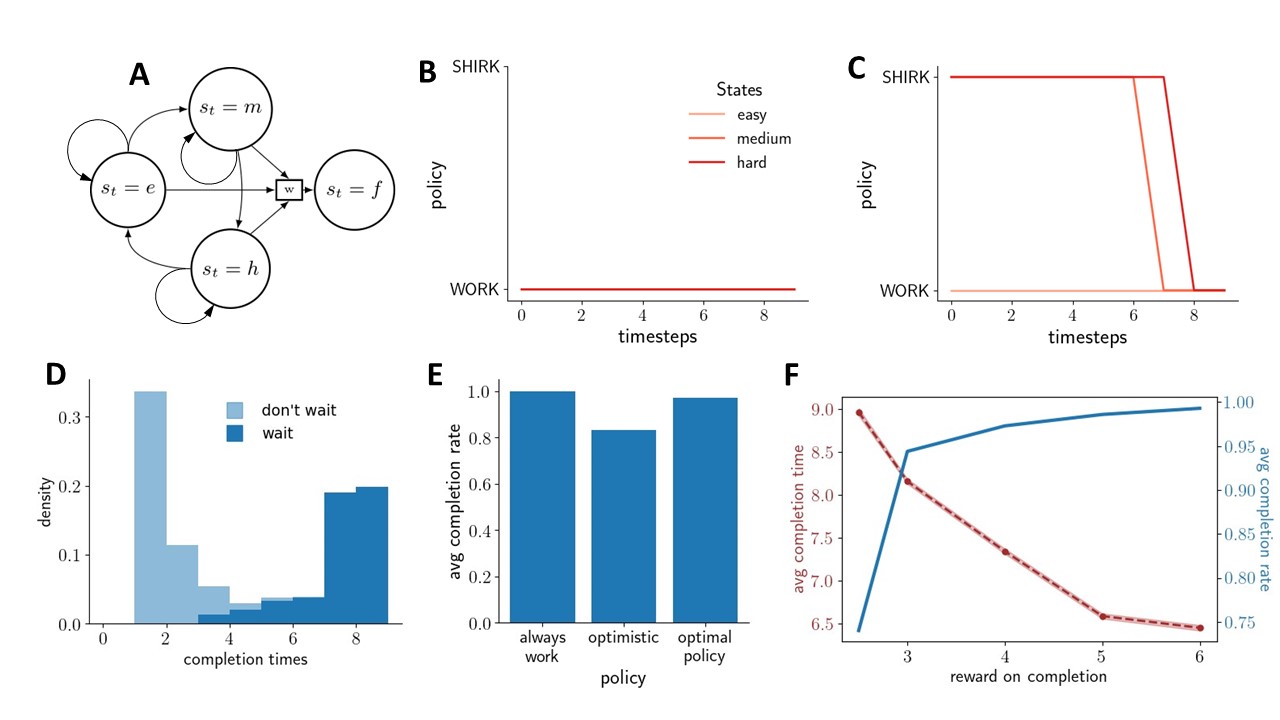 A
s_t = m
s_t = e
w
s_t = f
s_t = h
B
SHIRK
WORK
policy
States
easy
medium
hard
0 2 4 6 8
timesteps
C
SHIRK
WORK
policy
0 2 4 6 8
timesteps
D
0.3
0.2
0.1
0.0
density
don't wait
wait
0 2 4 6 8
completion times
E
1.0
0.8
0.6
0.4
0.2
0.0
avg completion rate
always work
optimistic
optimal policy
policy
F
9.0
8.5
8.0
7.5
7.0
6.5
avg completion time
1.00
0.95
0.90
0.85
0.80
0.75
avg completion rate
3 4 5 6
reward on completion